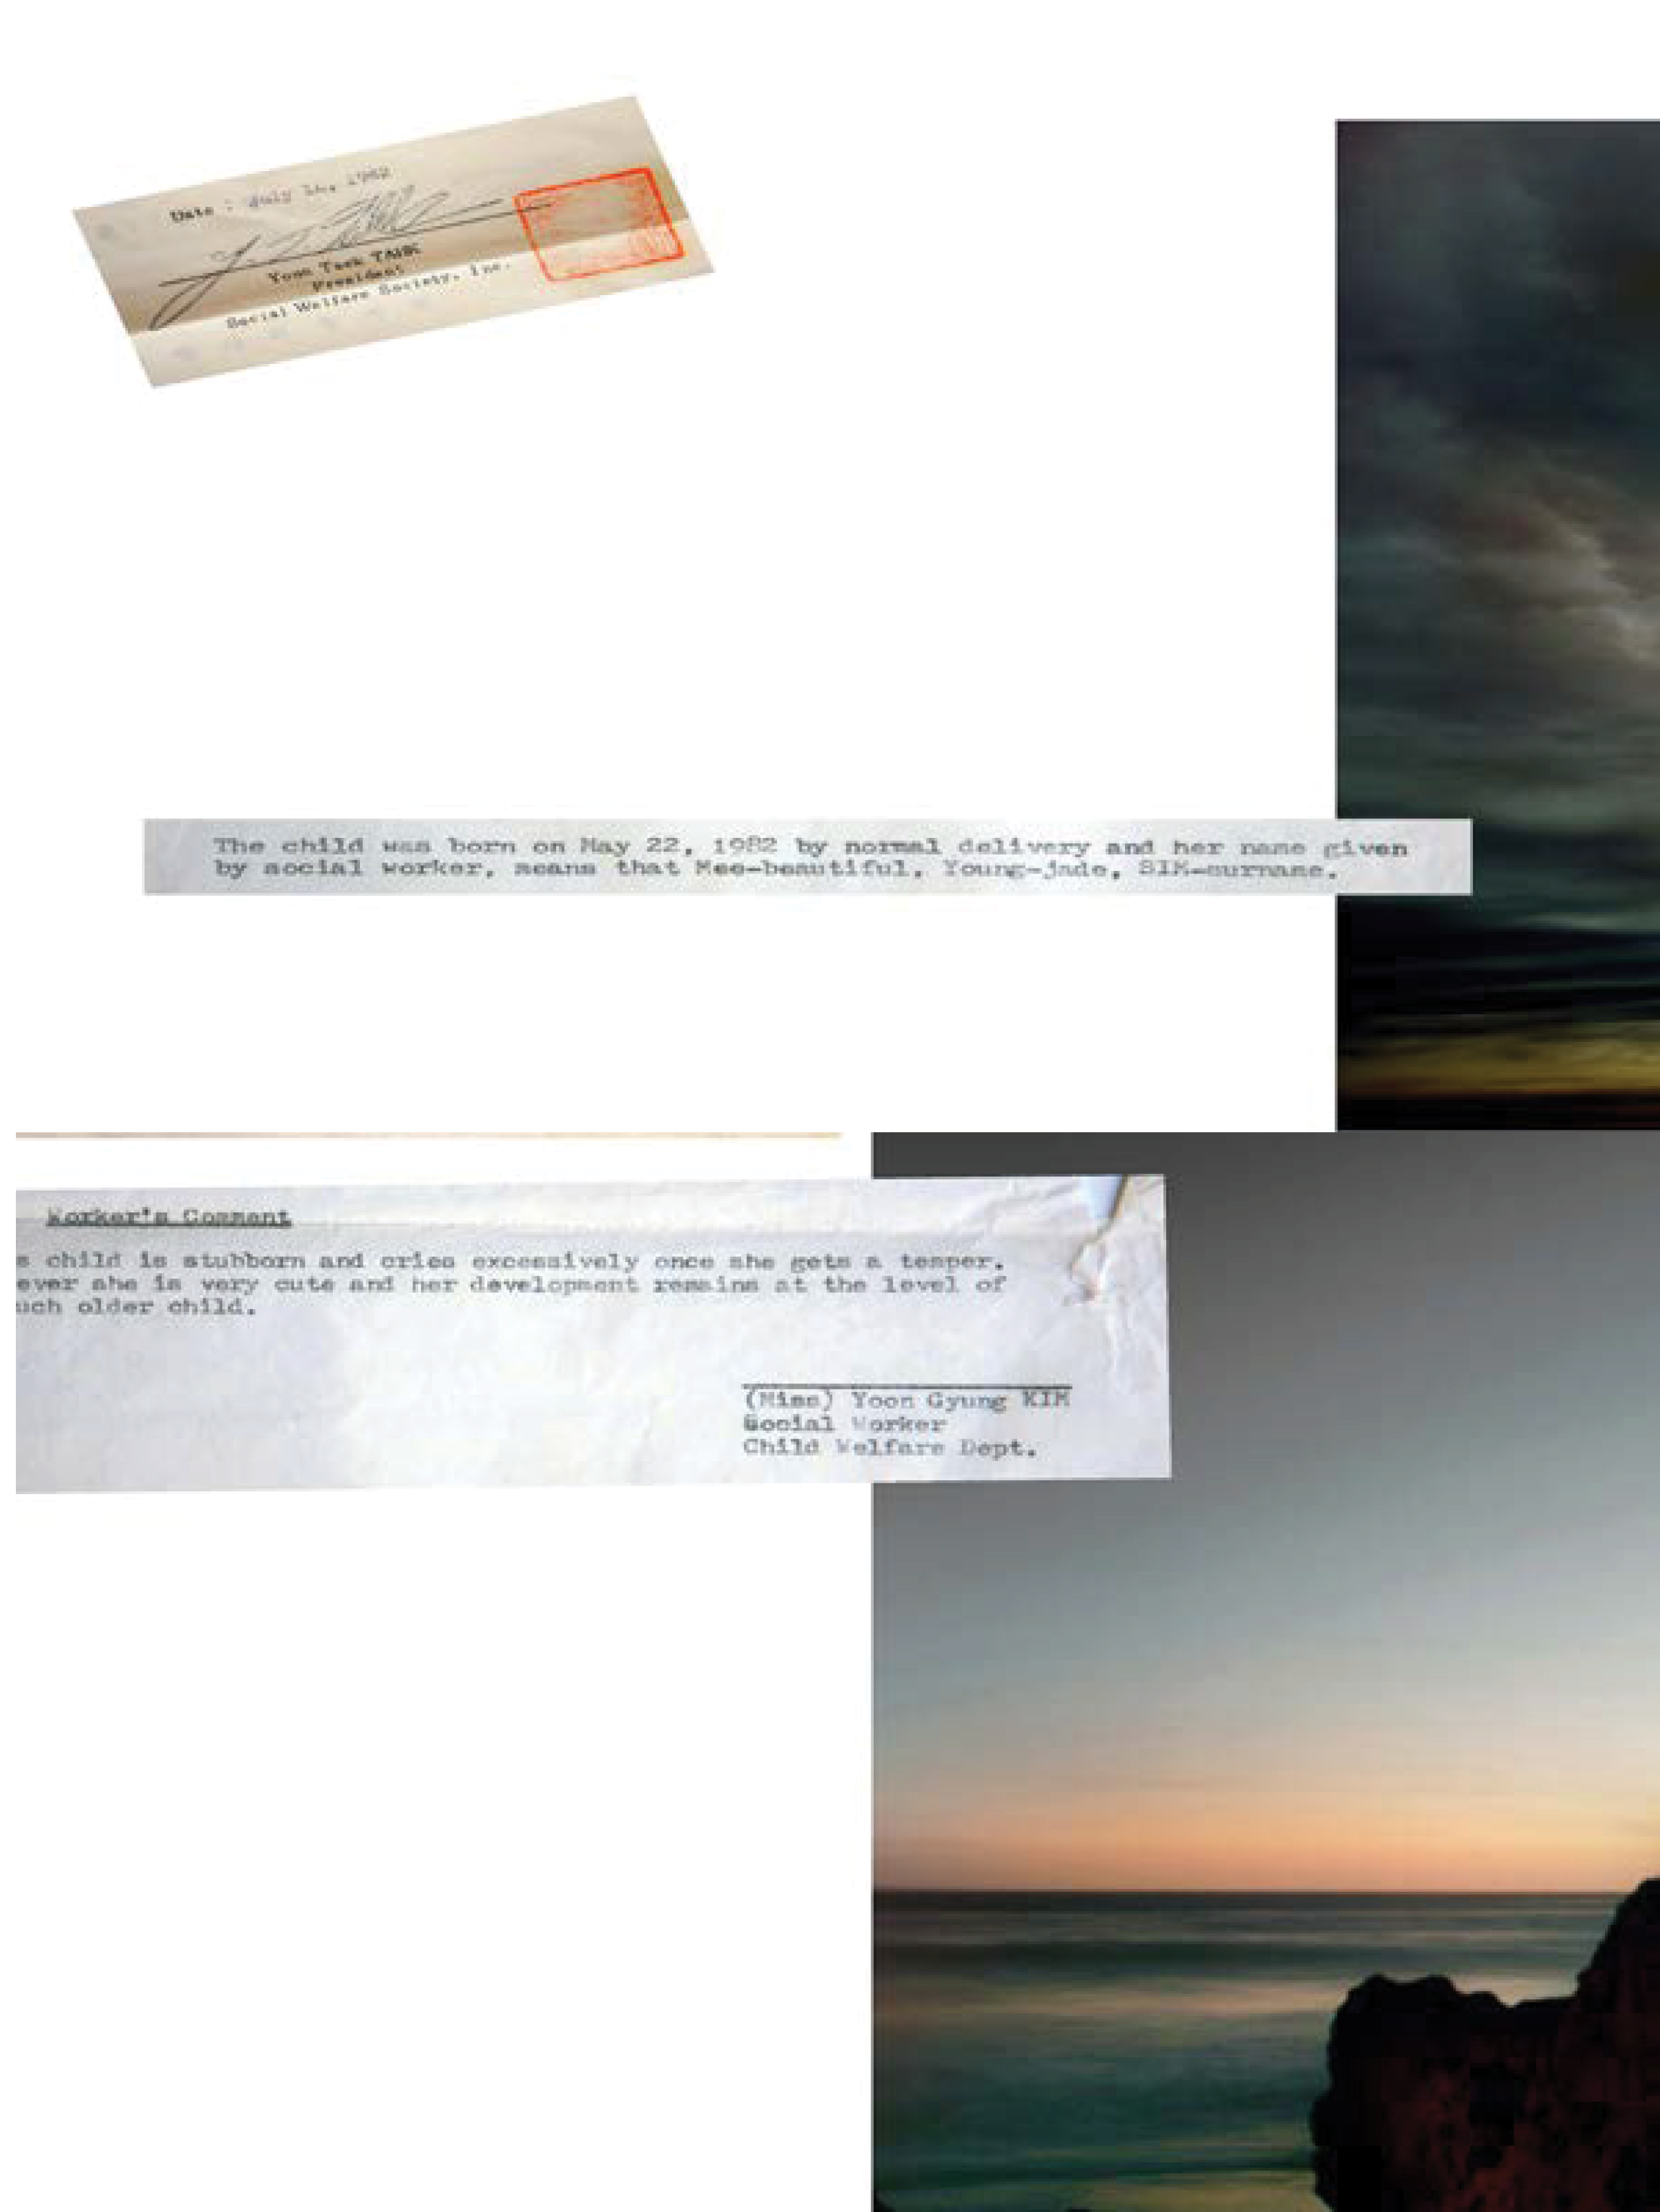 Date : July 14, 1982
President
Social Welfare Society, Inc.
The child was born on May 22, 1982 by normal delivery and her name given
by social worker, means that Mee-beautiful, Young-jade, SIM-surname.
Worker's Comment
s child is stubborn and cries excessively once she gets a temper.
ever she is very cute and her development remains at the level of
uch older child.
(Miss) Yoon Gyung KIM
Social Worker
Child Welfare Dept.